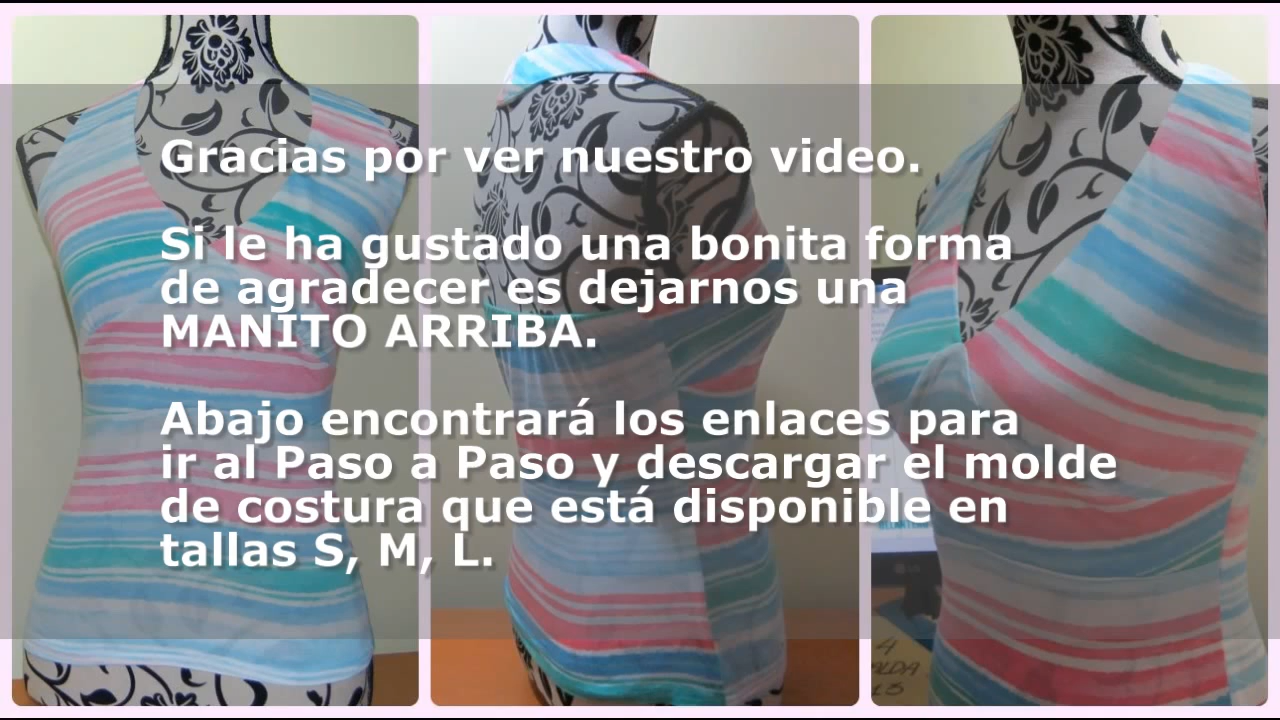 Gracias por ver nuestro video.
Si le ha gustado una bonita forma
de agradecer es dejarnos una
MANITO ARRIBA.
Abajo encontrará los enlaces para
ir al Paso a Paso y descargar el molde
de costura que está disponible en
tallas S, M, L.
LG
4